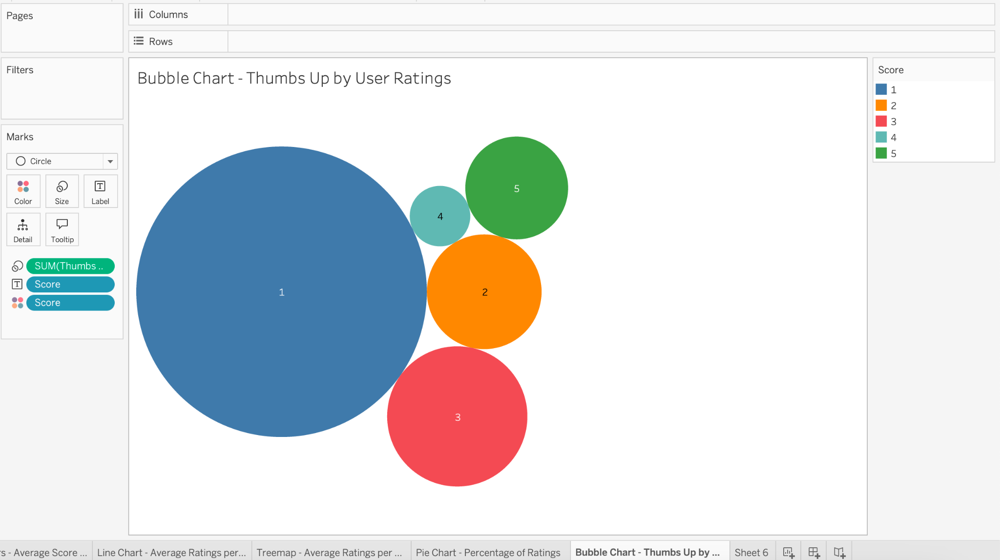 Pages
Columns
Rows
Filters
Marks
Circle
Color
Size
Label
Detail
Tooltip
SUM(Thumbs ..
Score
Score
Bubble Chart - Thumbs Up by User Ratings
1
4
5
2
3
Score
1
2
3
4
5
rs - Average Score ...
Line Chart - Average Ratings per...
Treemap - Average Ratings per ...
Pie Chart - Percentage of Ratings
Bubble Chart - Thumbs Up by ...
Sheet 6